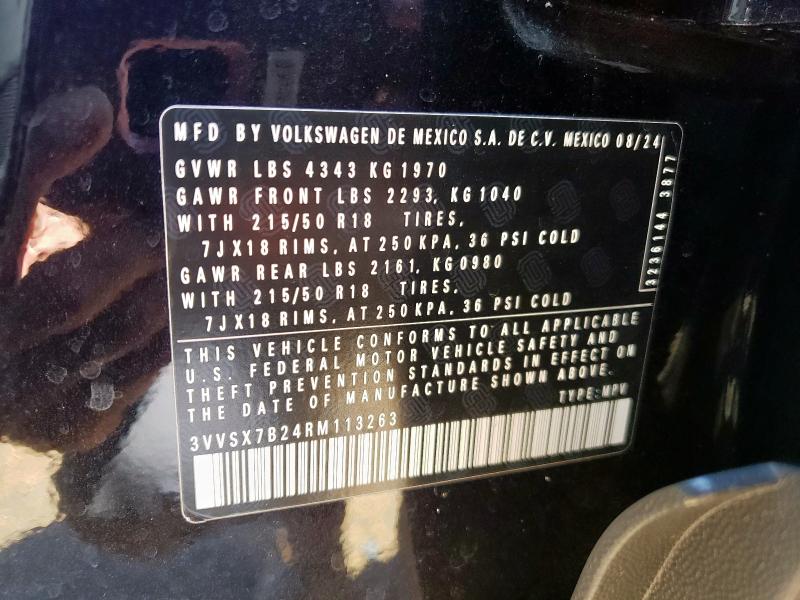 MFD BY VOLKSWAGEN DE MEXICO S.A. DE C.V. MEXICO 08/24
GVWR LBS 4343 KG 1970
GAWR FRONT LBS 2293, KG 1040
WITH 215/50 R18 TIRES,
7JX18 RIMS, AT 250 KPA, 36 PSI COLD
GAWR REAR LBS 2161, KG 0980
WITH 215/50 R18 TIRES,
7JX18 RIMS, AT 250 KPA, 36 PSI COLD
3236144 3877
THIS VEHICLE CONFORMS TO ALL APPLICABLE
U.S. FEDERAL MOTOR VEHICLE SAFETY AND
THEFT PREVENTION STANDARDS IN EFFECT ON
THE DATE OF MANUFACTURE SHOWN ABOVE.
TYPE:MPV
3VVSX7B24RM113263